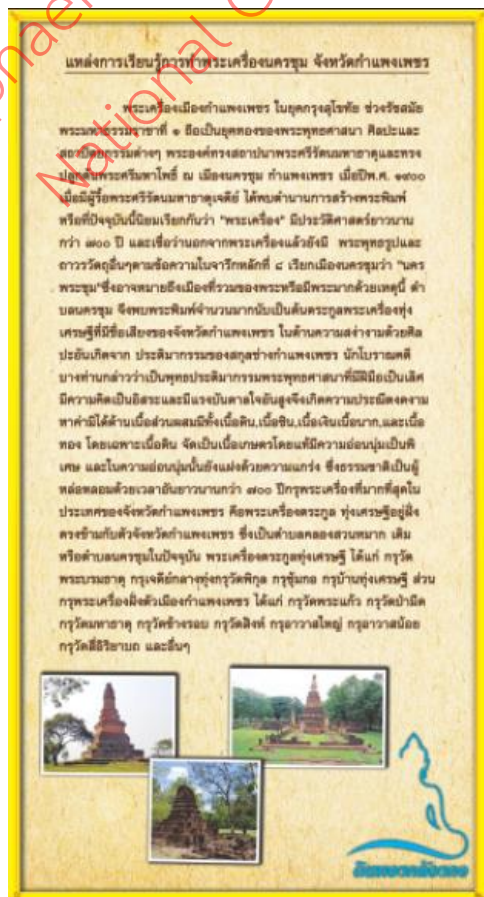 แหล่งการเรียนรู้การทำพระเครื่องนครชุม จังหวัดกำแพงเพชร
พระเครื่องเมืองกำแพงเพชร ในยุคกรุงสุโขทัย ช่วงรัชสมัย
พระมหาธรรมราชาที่ ๑ ถือเป็นยุคทองของพระพุทธศาสนา ศิลปะและ
สถาปัตยกรรมต่างๆ พระองค์ทรงสถาปนาพระศรีรัตนมหาธาตุและทรง
ปลูกต้นพระศรีมหาโพธิ์ ณ เมืองนครชุม กำแพงเพชร เมื่อปีพ.ศ. ๑๙๐๐
เมื่อมีผู้รื้อพระศรีรัตนมหาธาตุเจดีย์ ได้พบตำนานการสร้างพระพิมพ์
หรือที่ปัจจุบันนี้นิยมเรียกกันว่า "พระเครื่อง" มีประวัติศาสตร์ยาวนาน
กว่า ๗๐๐ ปี และเชื่อว่านอกจากพระเครื่องแล้วยังมี พระพุทธรูปและ
ถาวรวัตถุอื่นๆตามข้อความในจารึกหลักที่ ๘ เรียกเมืองนครชุมว่า "นคร
พระชุม"ซึ่งอาจหมายถึงเมืองที่รวมของพระหรือมีพระมากด้วยเหตุนี้ ตำ
บลนครชุม จึงพบพระพิมพ์จำนวนมากนับเป็นต้นตระกูลพระเครื่องทุ่ง
เศรษฐีที่มีชื่อเสียงของจังหวัดกำแพงเพชร ในด้านความสง่างามด้วยศิล
ปะอันเกิดจาก ประติมากรรมของสกุลช่างกำแพงเพชร นักโบราณคดี
บางท่านกล่าวว่าเป็นพุทธประติมากรรมพระพุทธศาสนาที่มีฝีมือเป็นเลิศ
มีความคิดเป็นอิสระและมีแรงบันดาลใจอันสูงจึงเกิดความประณีตงดงาม
หาค่ามิได้ด้านเนื้อส่วนผสมมีทั้งเนื้อดิน,เนื้อชิน,เนื้อเงินเนื้อนาก,และเนื้อ
ทอง โดยเฉพาะเนื้อดิน จัดเป็นเนื้อเกษตรโดยแท้มีความอ่อนนุ่มเป็นพิ
เศษ และในความอ่อนนุ่มนั้นยังแฝงด้วยความแกร่ง ซึ่งธรรมชาติเป็นผู้
หล่อหลอมด้วยเวลาอันยาวนานกว่า ๗๐๐ ปีกรุพระเครื่องที่มากที่สุดใน
ประเทศของจังหวัดกำแพงเพชร คือพระเครื่องตระกูล ทุ่งเศรษฐีอยู่ฝั่ง
ตรงข้ามกับตัวจังหวัดกำแพงเพชร ซึ่งเป็นตำบลคลองสวนหมาก เดิม
หรือตำบลนครชุมในปัจจุบัน พระเครื่องตระกูลทุ่งเศรษฐี ได้แก่ กรุวัด
พระบรมธาตุ กรุเจดีย์กลางทุ่งกรุวัดพิกุล กรุซุ้มกอ กรุบ้านทุ่งเศรษฐี ส่วน
กรุพระเครื่องฝั่งตัวเมืองกำแพงเพชร ได้แก่ กรุวัดพระแก้ว กรุวัดป่ามืด
กรุวัดมหาธาตุ กรุวัดช้างรอบ กรุวัดสิงห์ กรุอาวาสใหญ่ กรุอาวาสน้อย
กรุวัดสี่อิริยาบถ และอื่นๆ
National